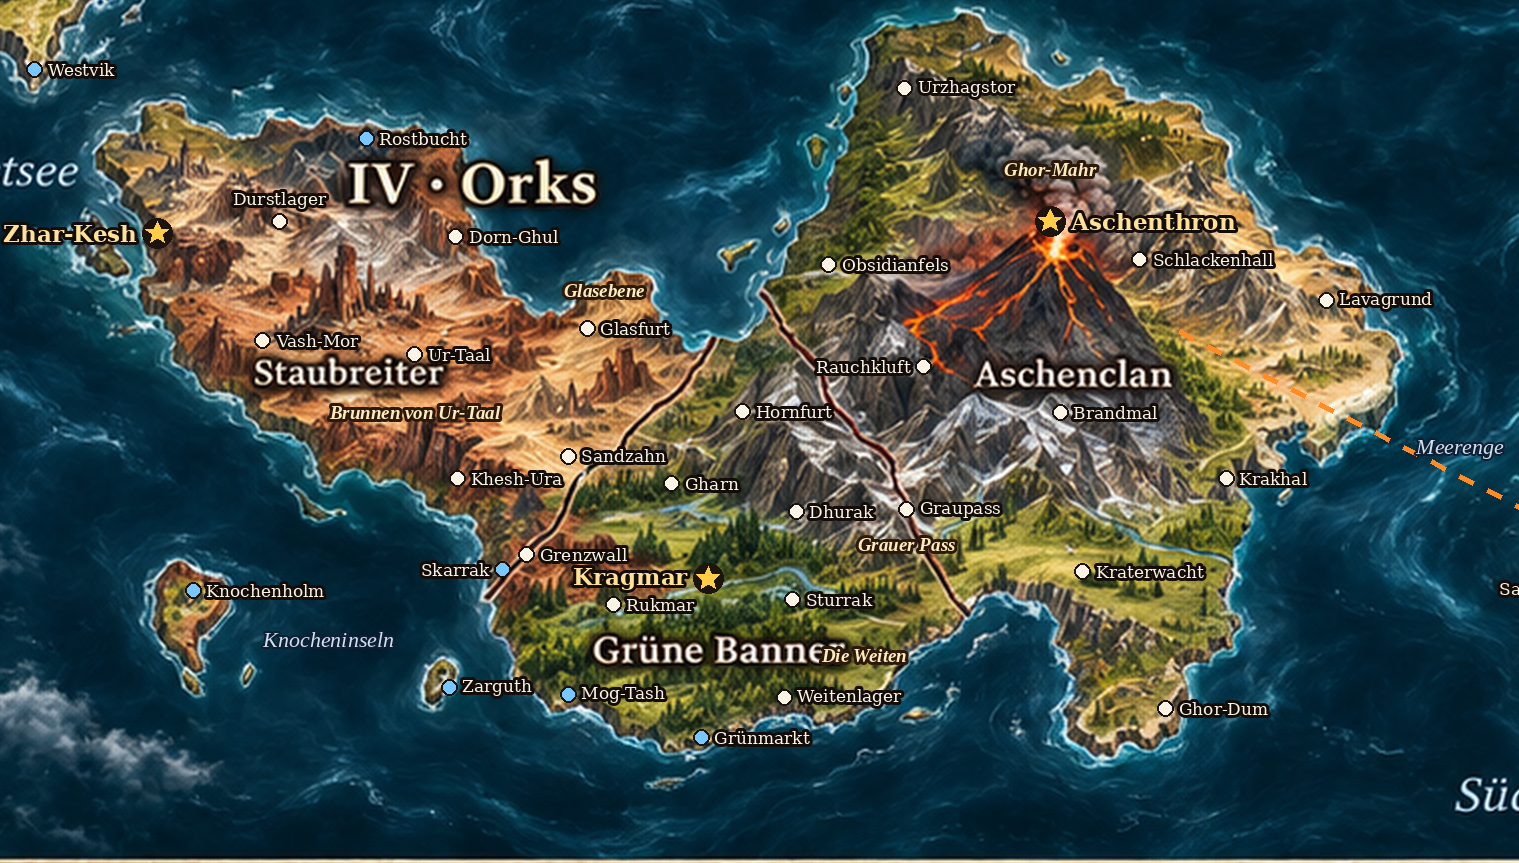 Westvik
Rostbucht
Urzhagstor
tsee
IV · Orks
Ghor-Mahr
Durstlager
Zhar-Kesh
Dorn-Ghul
Aschenthron
Obsidianfels
Schlackenhall
Glasebene
Lavagrund
Glasfurt
Vash-Mor
Ur-Taal
Staubreiter
Rauchkluft
Aschenclan
Brunnen von Ur-Taal
Hornfurt
Brandmal
Meerenge
Sandzahn
Khesh-Ura
Gharn
Krakhal
Dhurak
Graupass
Grauer Pass
Grenzwall
Skarrak
Kragmar
Kraterwacht
Knochenholm
Rukmar
Sturrak
Sa
Knocheninseln
Grüne Banner
Die Weiten
Zarguth
Mog-Tash
Weitenlager
Ghor-Dum
Grünmarkt
Süd